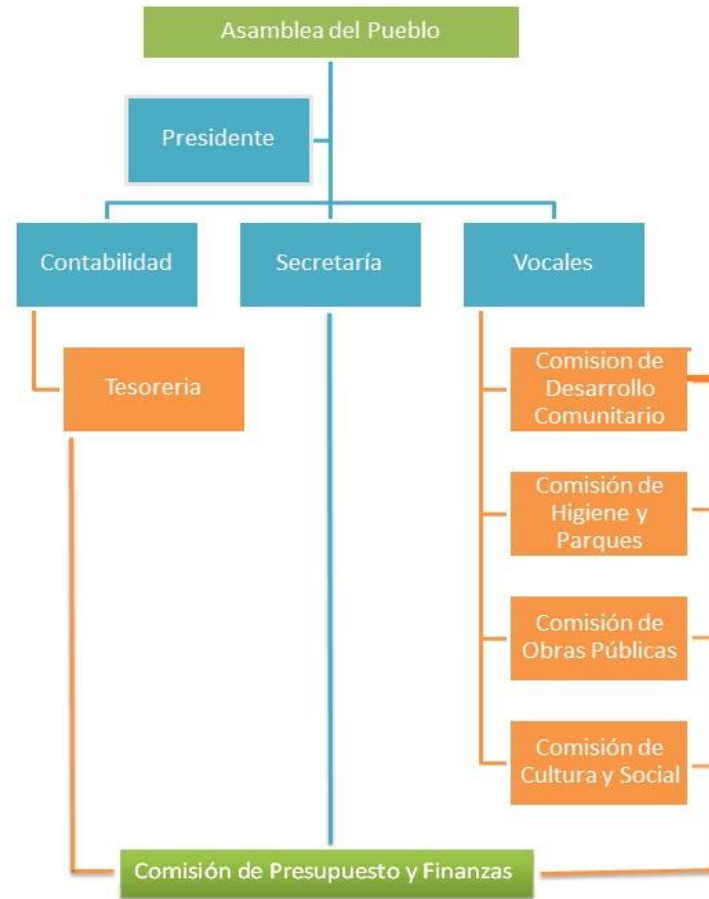 Asamblea del Pueblo
Presidente
Contabilidad
Secretaría
Vocales
Tesoreria
Comision de
Desarrollo
Comunitario
Comisión de
Higiene y
Parques
Comisión de
Obras Públicas
Comisión de
Cultura y Social
Comisión de Presupuesto y Finanzas